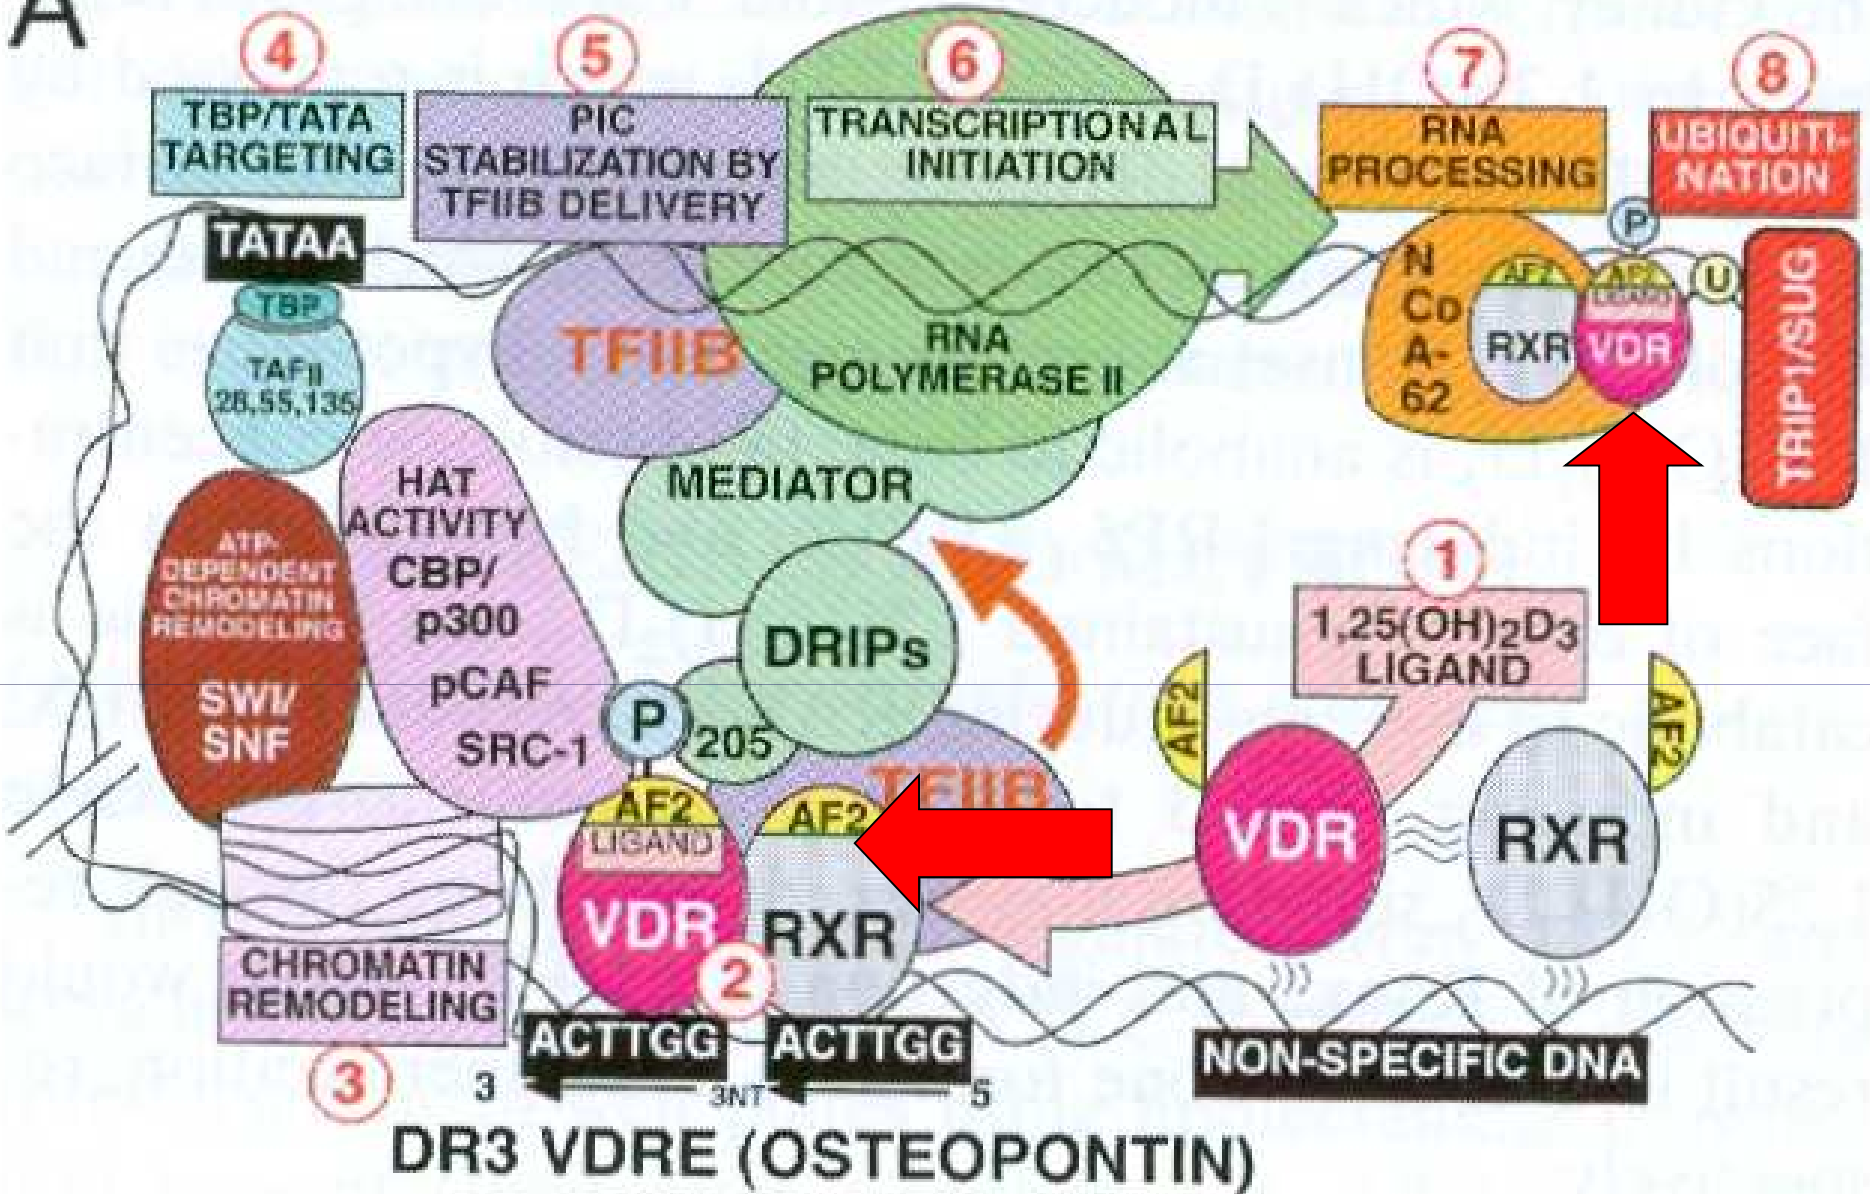 A
4
TBP/TATA
TARGETING
5
PIC
STABILIZATION BY
TFIIB DELIVERY
6
TRANSCRIPTIONAL
INITIATION
7
RNA
PROCESSING
8
UBIQUITI-
NATION
TATAA
TBP
TAFII
28,55,135
TFIIB
RNA
POLYMERASE II
MEDIATOR
N
Co
A-
62
AF2
RXR
P
AF2
LIGAND
VDR
U
TRIP1/SUG
ATP-
DEPENDENT
CHROMATIN
REMODELING
SWI/
SNF
HAT
ACTIVITY
CBP/
p300
pCAF
SRC-1
P
205
DRIPs
TFIIB
1
1,25(OH)2D3
LIGAND
AF2
VDR
RXR
AF2
AF2
LIGAND
VDR
AF2
RXR
2
CHROMATIN
REMODELING
3
ACTTGG
ACTTGG
3
3NT
5
NON-SPECIFIC DNA
DR3 VDRE (OSTEOPONTIN)